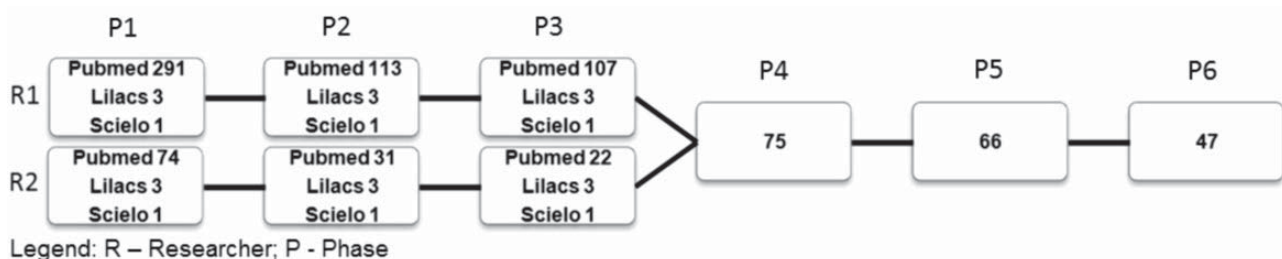 P1
P2
P3
P4
P5
P6
R1
Pubmed 291
Lilacs 3
Scielo 1
Pubmed 113
Lilacs 3
Scielo 1
Pubmed 107
Lilacs 3
Scielo 1
R2
Pubmed 74
Lilacs 3
Scielo 1
Pubmed 31
Lilacs 3
Scielo 1
Pubmed 22
Lilacs 3
Scielo 1
75
66
47
Legend: R – Researcher; P - Phase